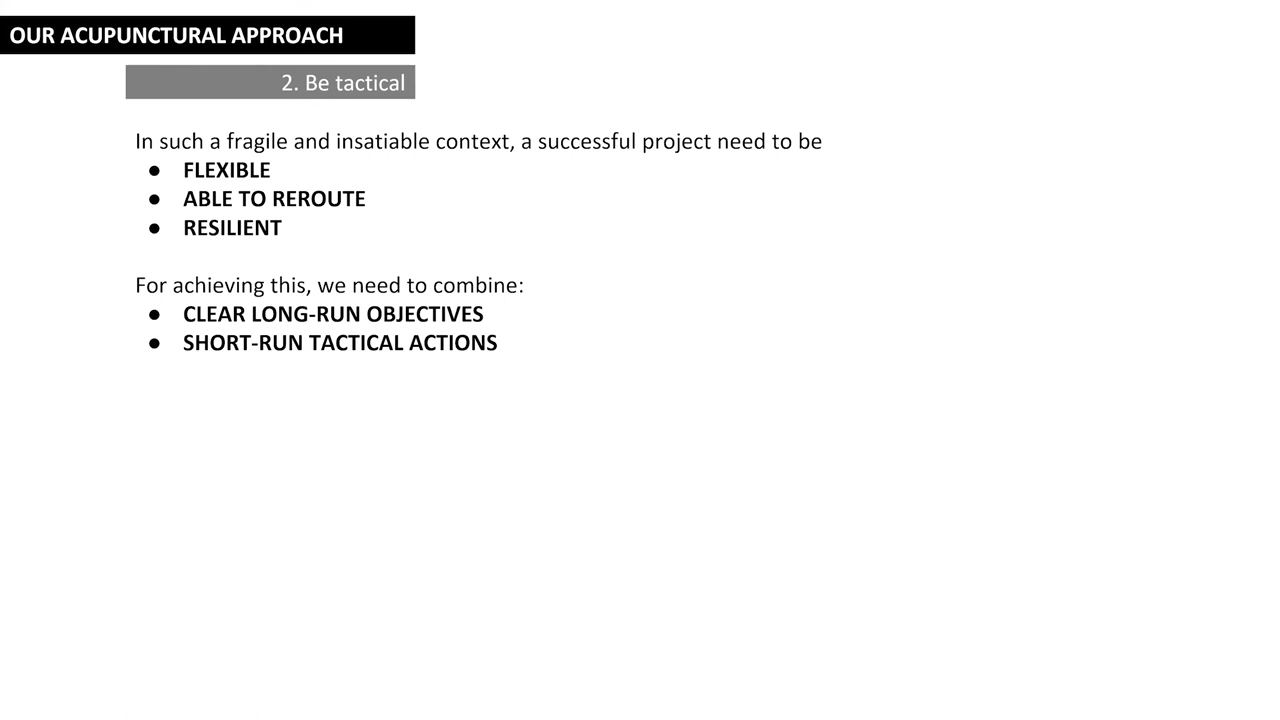 OUR ACUPUNCTURAL APPROACH
2. Be tactical
In such a fragile and insatiable context, a successful project need to be
● FLEXIBLE
● ABLE TO REROUTE
● RESILIENT
For achieving this, we need to combine:
● CLEAR LONG-RUN OBJECTIVES
● SHORT-RUN TACTICAL ACTIONS